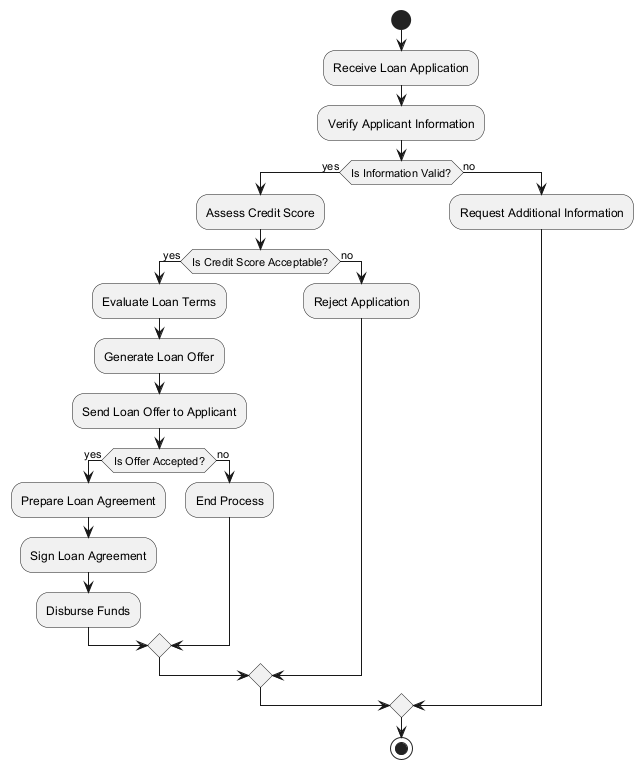 Receive Loan Application
Verify Applicant Information
yes
Is Information Valid?
no
Assess Credit Score
Request Additional Information
yes
Is Credit Score Acceptable?
no
Evaluate Loan Terms
Reject Application
Generate Loan Offer
Send Loan Offer to Applicant
yes
Is Offer Accepted?
no
Prepare Loan Agreement
End Process
Sign Loan Agreement
Disburse Funds